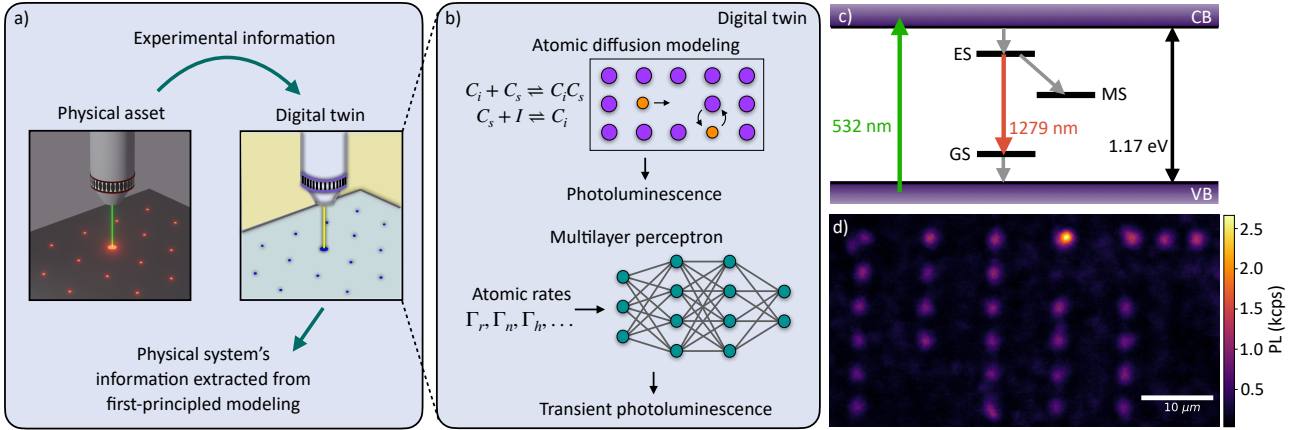 a)
Experimental information
Physical asset
Digital twin
Physical system's
information extracted from
first-principled modeling
b)
Digital twin
Atomic diffusion modeling
C_i + C_s ⇌ C_iC_s
C_s + I ⇌ C_i
Photoluminescence
Multilayer perceptron
Atomic rates
Γ_r, Γ_n, Γ_h, . . .
Transient photoluminescence
c)
CB
ES
MS
532 nm
1279 nm
1.17 eV
GS
VB
d)
10 μm
2.5
2.0
1.5
1.0
0.5
PL (kcps)